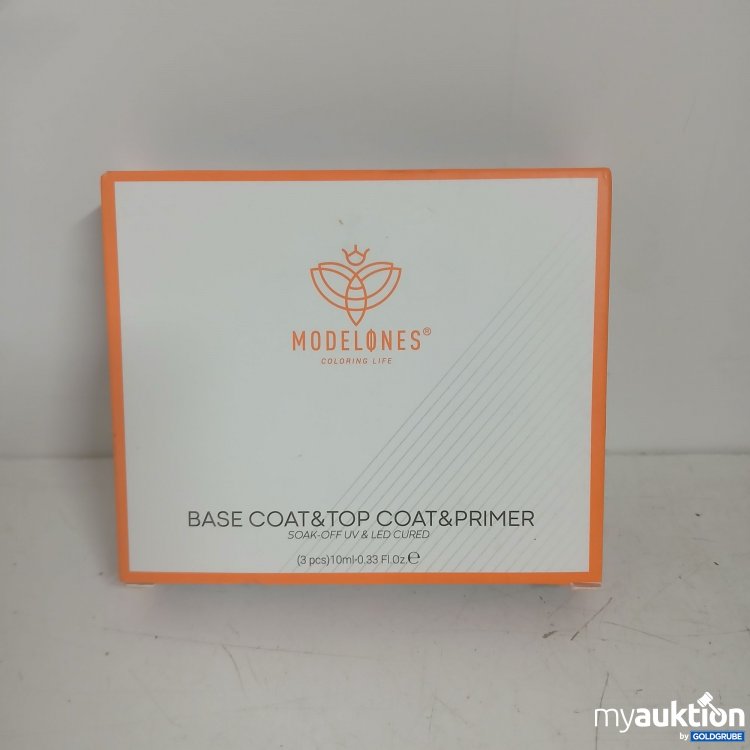 MODELONES®
COLORING LIFE
BASE COAT&TOP COAT&PRIMER
SOAK-OFF UV & LED CURED
(3 pcs)10ml-0.33 Fl.Oz.℮
myauktion
by GOLDGRUBE